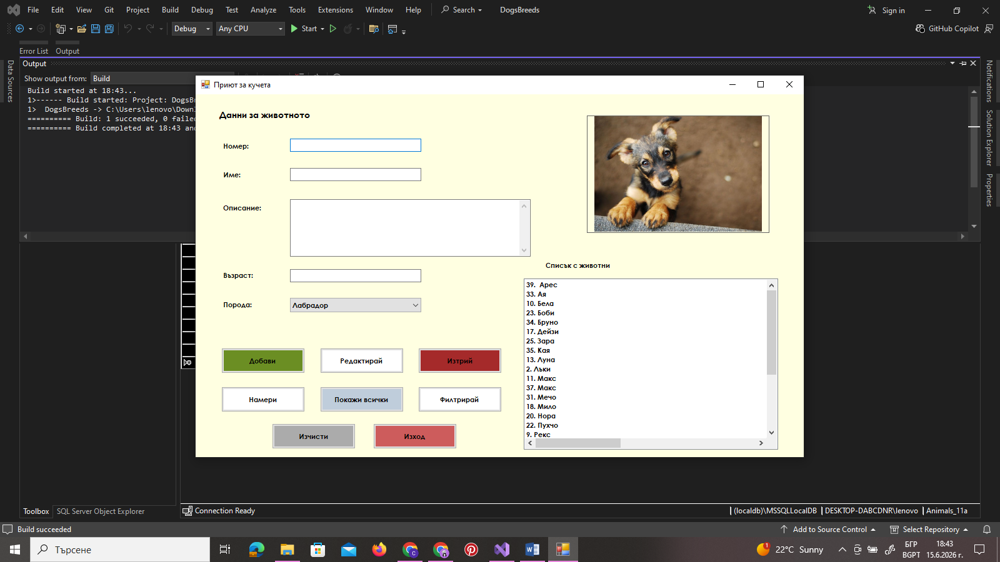 File Edit View Git Project Build Debug Test Analyze Tools Extensions Window Help Search DogsBreeds Sign in
Debug Any CPU Start GitHub Copilot
Error List Output
Output
Show output from: Build
Build started at 18:43...
1>------ Build started: Project: DogsBr
1> DogsBreeds -> C:\Users\lenovo\Down
========== Build: 1 succeeded, 0 failed
========== Build completed at 18:43 and
Data Sources
Notifications
Solution Explorer
Properties
Приют за кучета
Данни за животното
Номер:
Име:
Описание:
Възраст:
Порода:
Лабрадор
Добави Редактирай Изтрий
Намери Покажи всички Филтрирай
Изчисти Изход
Списък с животни
39.  Арес
33. Ая
10. Бела
23. Боби
34. Бруно
17. Дейзи
25. Зара
35. Кая
13. Луна
2. Лъки
11. Макс
37. Макс
31. Мечо
18. Мило
20. Нора
22. Пухчо
9. Рекс
Toolbox SQL Server Object Explorer
Connection Ready (localdb)\MSSQLLocalDB DESKTOP-DABCDNR\lenovo Animals_11a
Build succeeded Add to Source Control Select Repository
Търсене
1 22°C Sunny БГР 18:43
BGPT 15.6.2026 г.